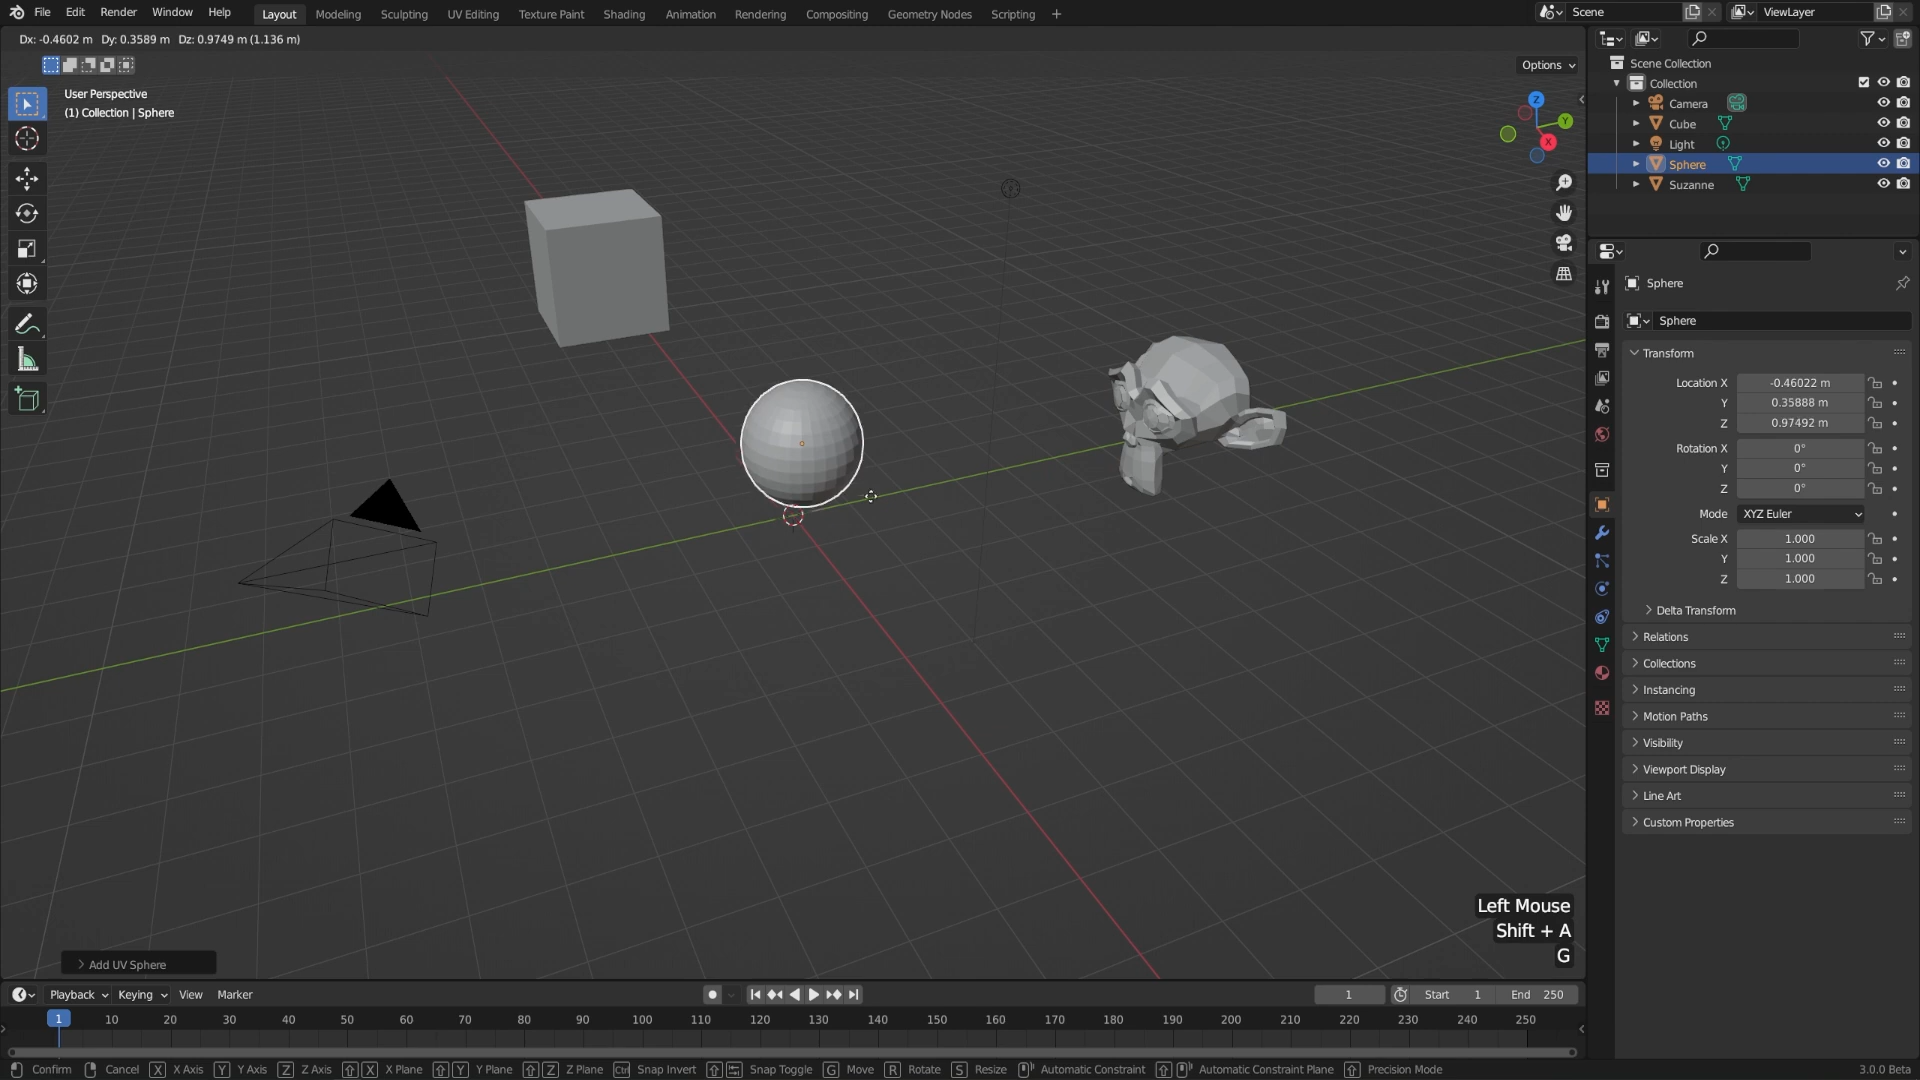 File Edit Render Window Help Layout Modeling Sculpting UV Editing Texture Paint Shading Animation Rendering Compositing Geometry Nodes Scripting + Scene ViewLayer
Dx: -0.4602 m Dy: 0.3589 m Dz: 0.9749 m (1.136 m)
Options
User Perspective
(1) Collection | Sphere
Z
Y
X
Scene Collection
Collection
Camera
Cube
Light
Sphere
Suzanne
Sphere
Sphere
Transform
Location X -0.46022 m
Y 0.35888 m
Z 0.97492 m
Rotation X 0°
Y 0°
Z 0°
Mode XYZ Euler
Scale X 1.000
Y 1.000
Z 1.000
Delta Transform
Relations
Collections
Instancing
Motion Paths
Visibility
Viewport Display
Line Art
Custom Properties
Left Mouse
Shift + A
G
Add UV Sphere
Playback Keying View Marker 1 Start 1 End 250
1 10 20 30 40 50 60 70 80 90 100 110 120 130 140 150 160 170 180 190 200 210 220 230 240 250
Confirm Cancel X X Axis Y Y Axis Z Z Axis X X Plane Y Y Plane Z Z Plane Ctrl Snap Invert Snap Toggle G Move R Rotate S Resize Automatic Constraint Automatic Constraint Plane Precision Mode 3.0.0 Beta